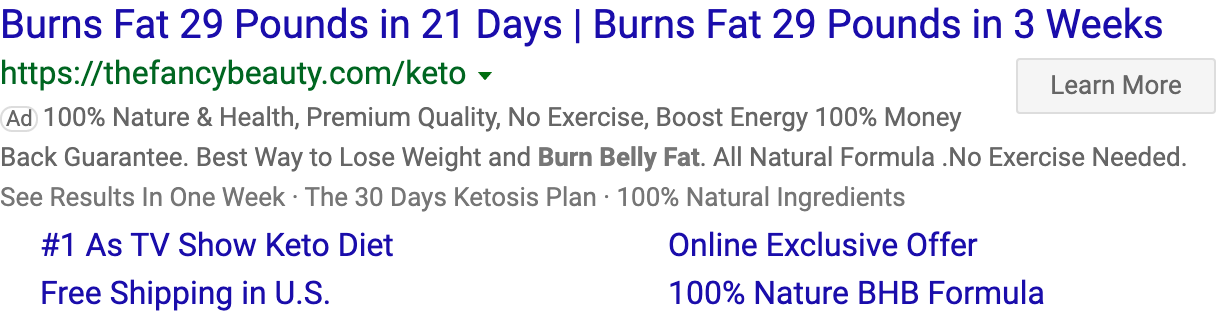 Burns Fat 29 Pounds in 21 Days | Burns Fat 29 Pounds in 3 Weeks
https://thefancybeauty.com/keto
Learn More
Ad 100% Nature & Health, Premium Quality, No Exercise, Boost Energy 100% Money
Back Guarantee. Best Way to Lose Weight and Burn Belly Fat. All Natural Formula .No Exercise Needed.
See Results In One Week · The 30 Days Ketosis Plan · 100% Natural Ingredients
#1 As TV Show Keto Diet
Online Exclusive Offer
Free Shipping in U.S.
100% Nature BHB Formula